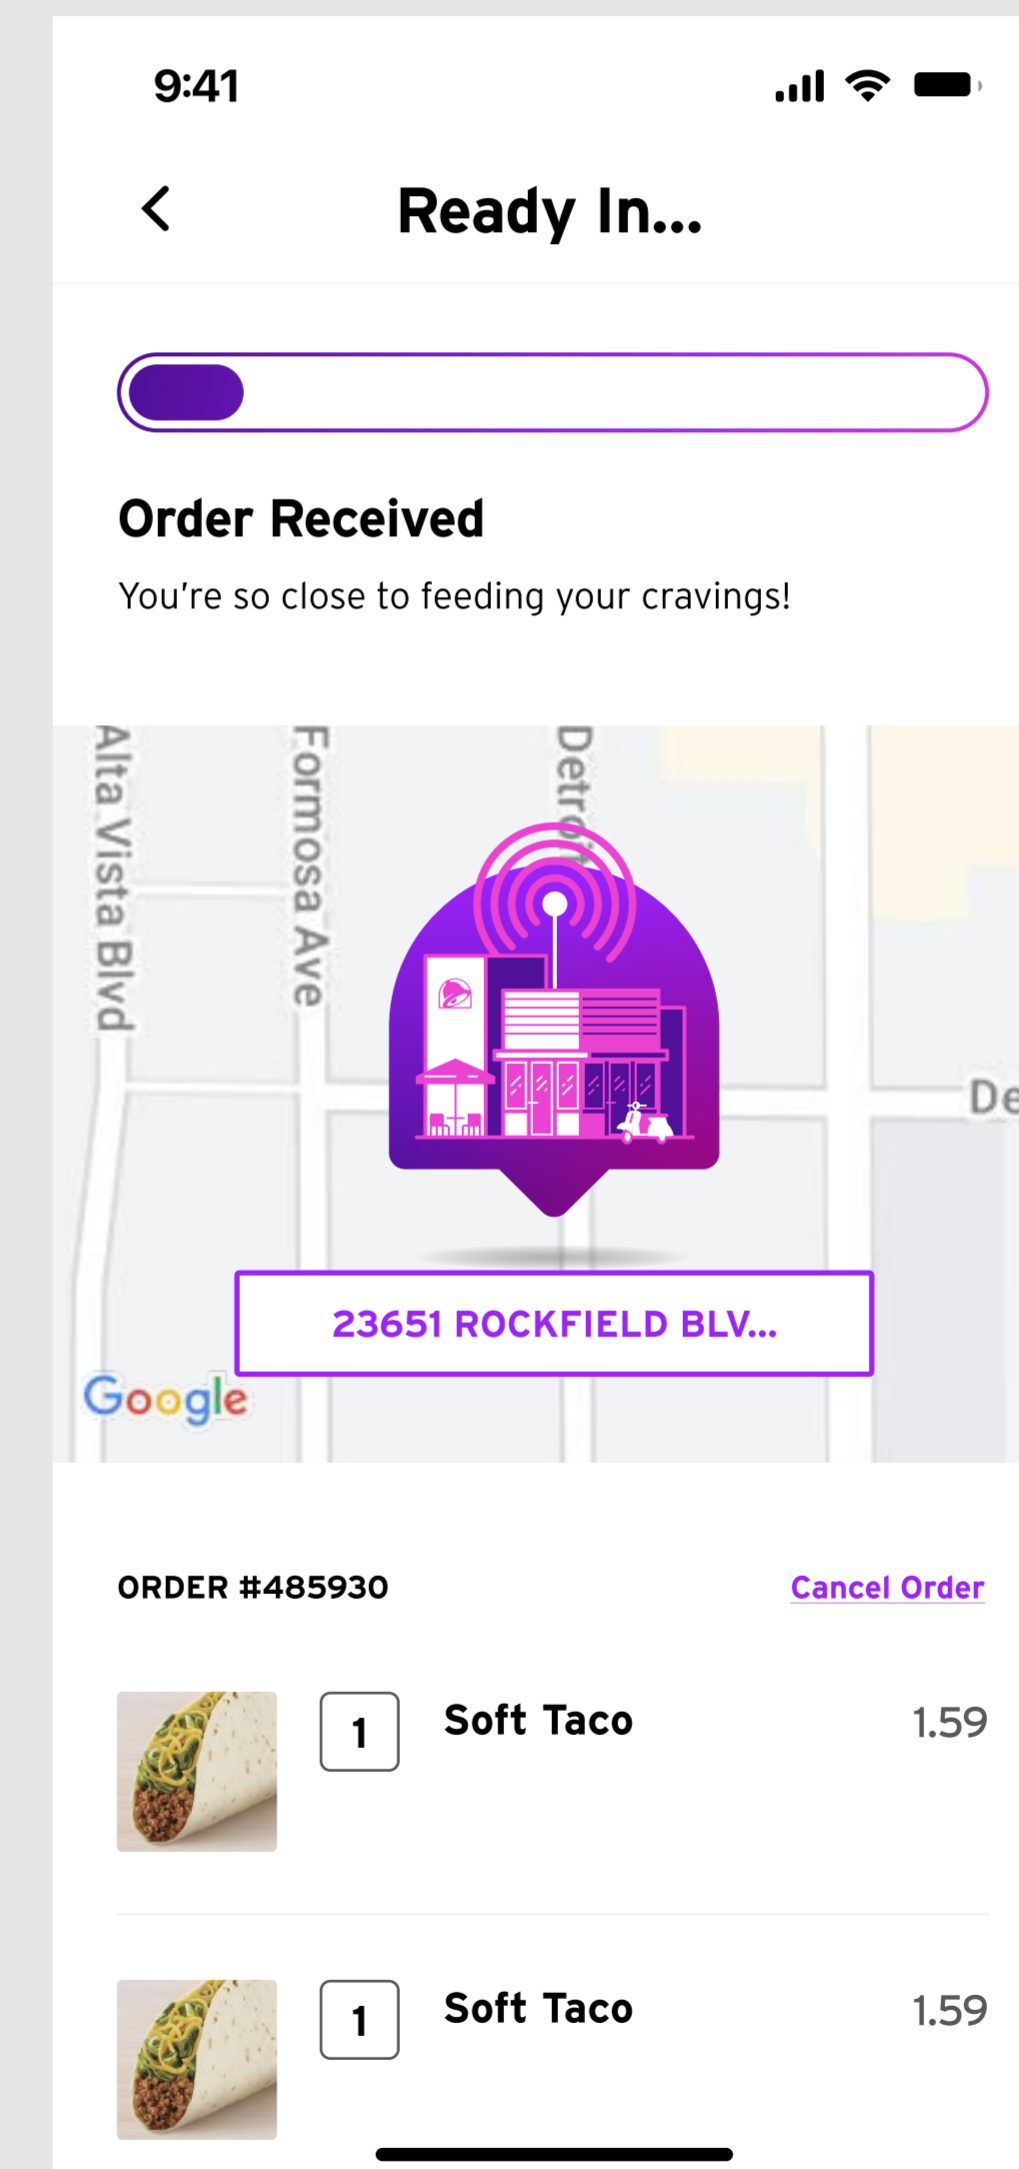 9:41
Ready In...
Order Received
You're so close to feeding your cravings!
Alta Vista Blvd
Formosa Ave
Detroit
De
23651 ROCKFIELD BLV...
Google
ORDER #485930
Cancel Order
1
Soft Taco
1.59
1
Soft Taco
1.59